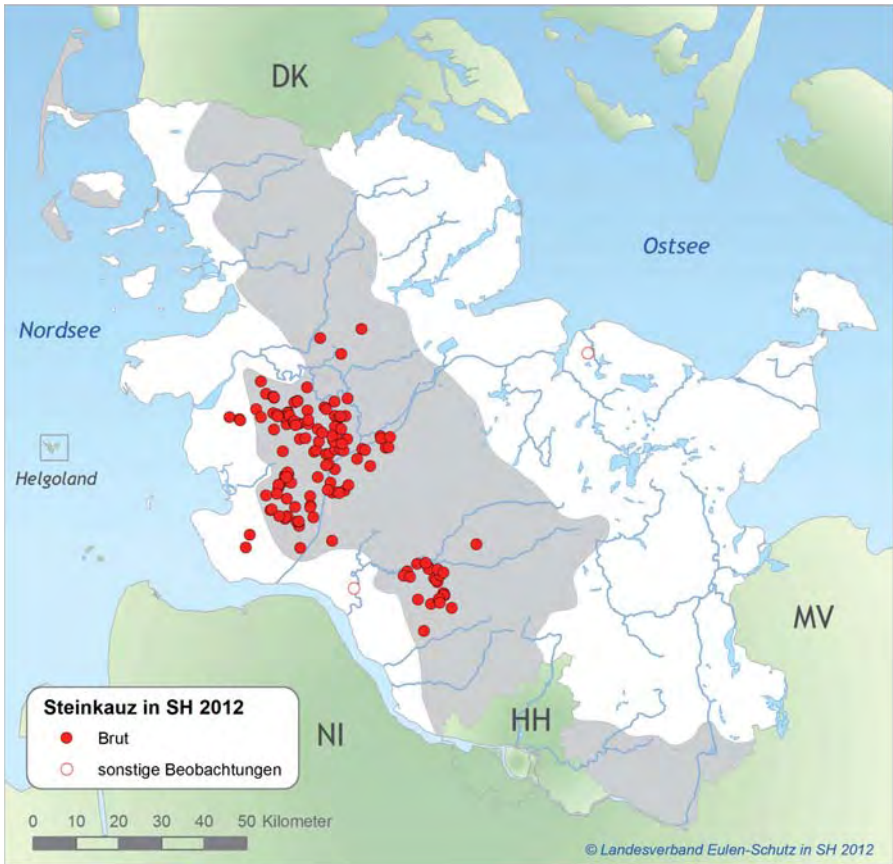 DK
Ostsee
Nordsee
Helgoland
MV
HH
NI
Steinkauz in SH 2012
Brut
sonstige Beobachtungen
0 10 20 30 40 50 Kilometer
© Landesverband Eulen-Schutz in SH 2012